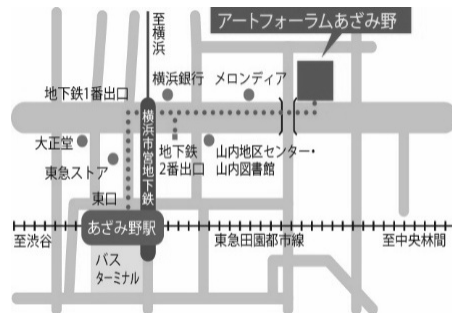 至横浜
アートフォーラムあざみ野
横浜銀行
メロンディア
地下鉄1番出口
横浜市営地下鉄
大正堂
地下鉄
2番出口
山内地区センター・
山内図書館
東急ストア
東口
あざみ野駅
至渋谷
東急田園都市線
至中央林間
バス
ターミナル